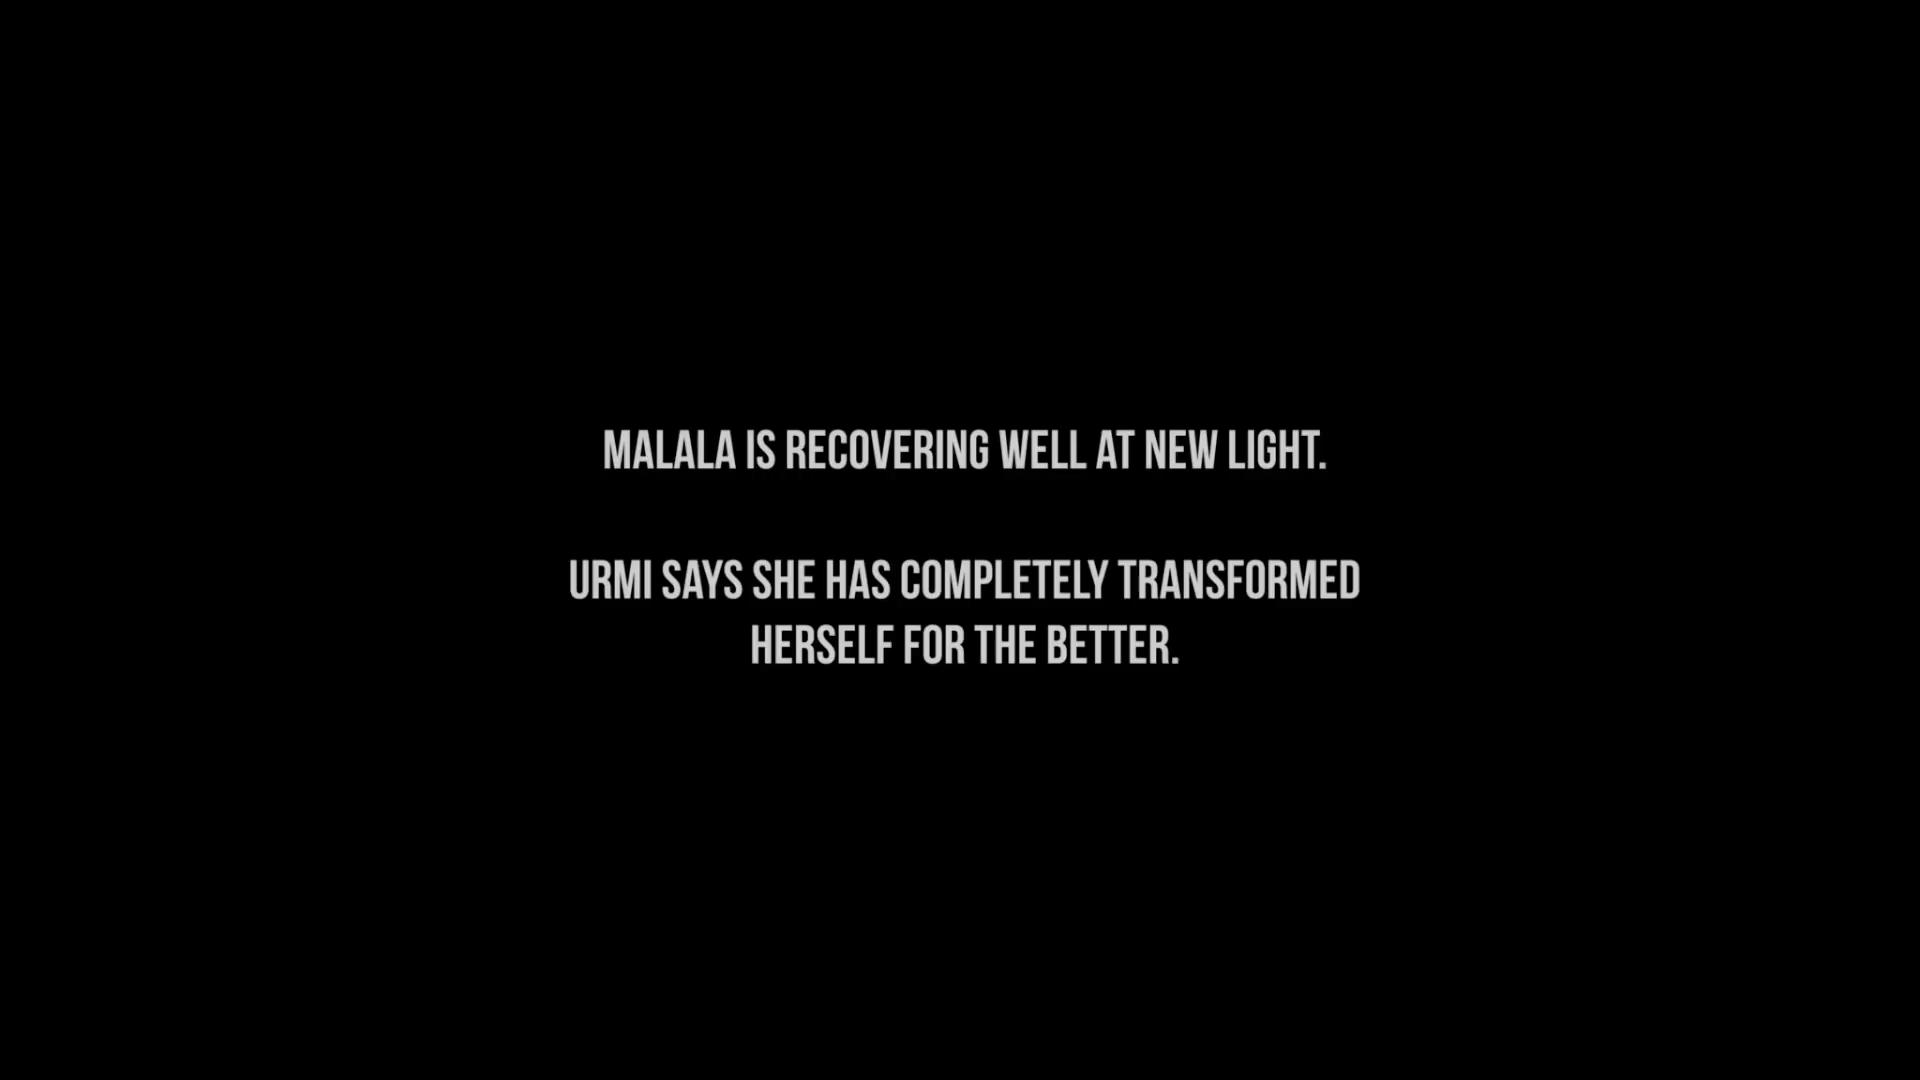 MALALA IS RECOVERING WELL AT NEW LIGHT.
URMI SAYS SHE HAS COMPLETELY TRANSFORMED
HERSELF FOR THE BETTER.